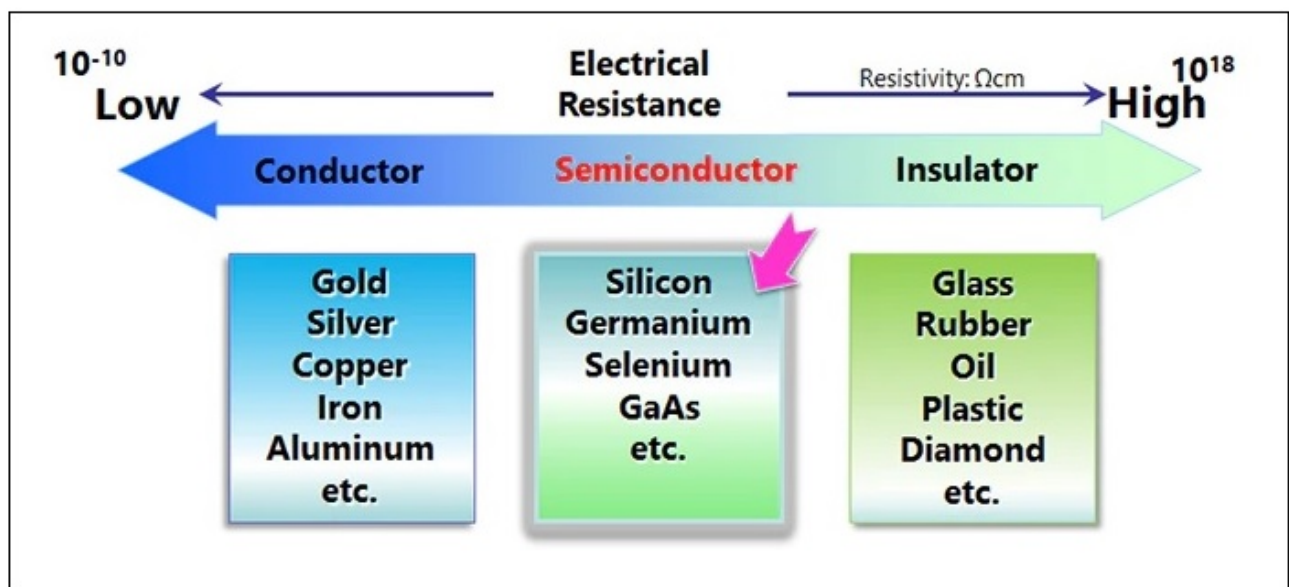 10⁻¹⁰
Low
Electrical
Resistance
Resistivity: Ωcm
10¹⁸
High
Conductor
Semiconductor
Insulator
Gold
Silver
Copper
Iron
Aluminum
etc.
Silicon
Germanium
Selenium
GaAs
etc.
Glass
Rubber
Oil
Plastic
Diamond
etc.